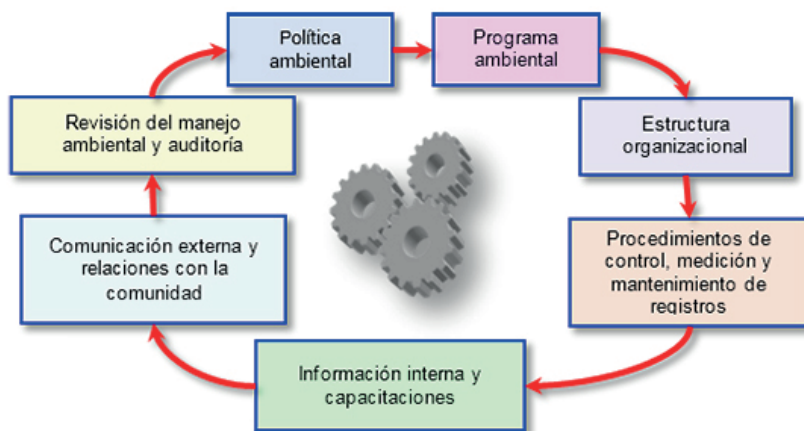 Política
ambiental
Programa
ambiental
Estructura
organizacional
Procedimientos de
control, medición y
mantenimiento de
registros
Información interna y
capacitaciones
Comunicación externa y
relaciones con la
comunidad
Revisión del manejo
ambiental y auditoría